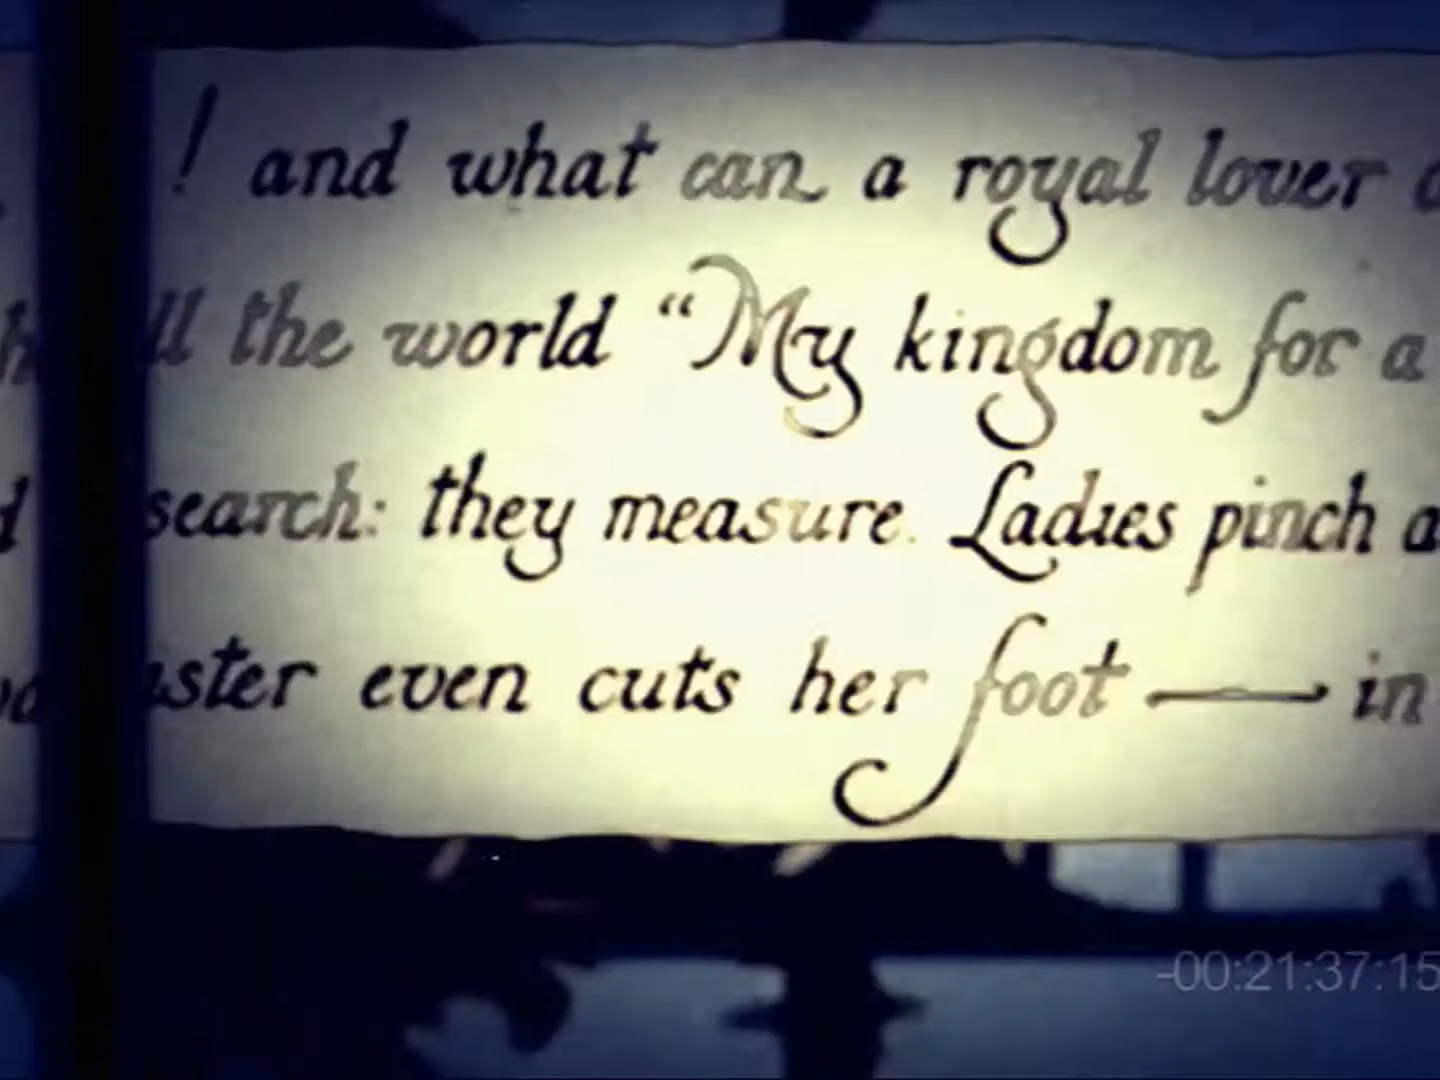 ! and what can a royal lover
ll the world “My kingdom for a
search: they measure. Ladies pinch a
ster even cuts her foot — in
-00:21:37:15